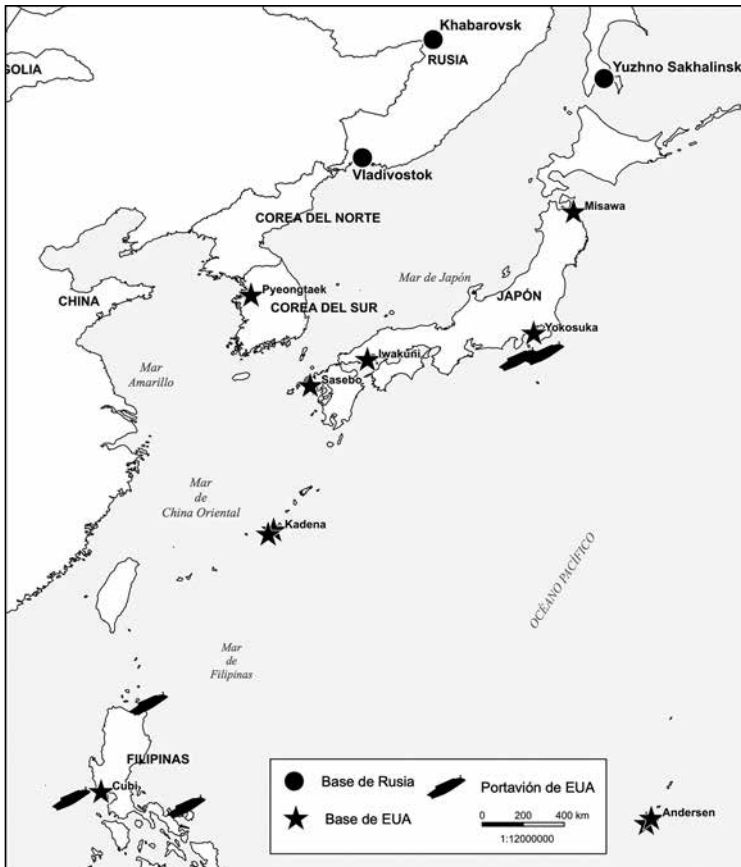 Khabarovsk
RUSIA
SOLIA
Yuzhno Sakhalinsk
Vladivostok
Misawa
COREA DEL NORTE
Mar de Japón
Pyeongtaek
CHINA
COREA DEL SUR
JAPÓN
Yokosuka
Iwakuni
Mar
Amarillo
Sasebo
Mar
de
China Oriental
Kadena
OCÉANO PACÍFICO
Mar
de
Filipinas
FILIPINAS
Cubi
Base de Rusia
Portavión de EUA
Base de EUA
0 200 400 km
1:12000000
Andersen